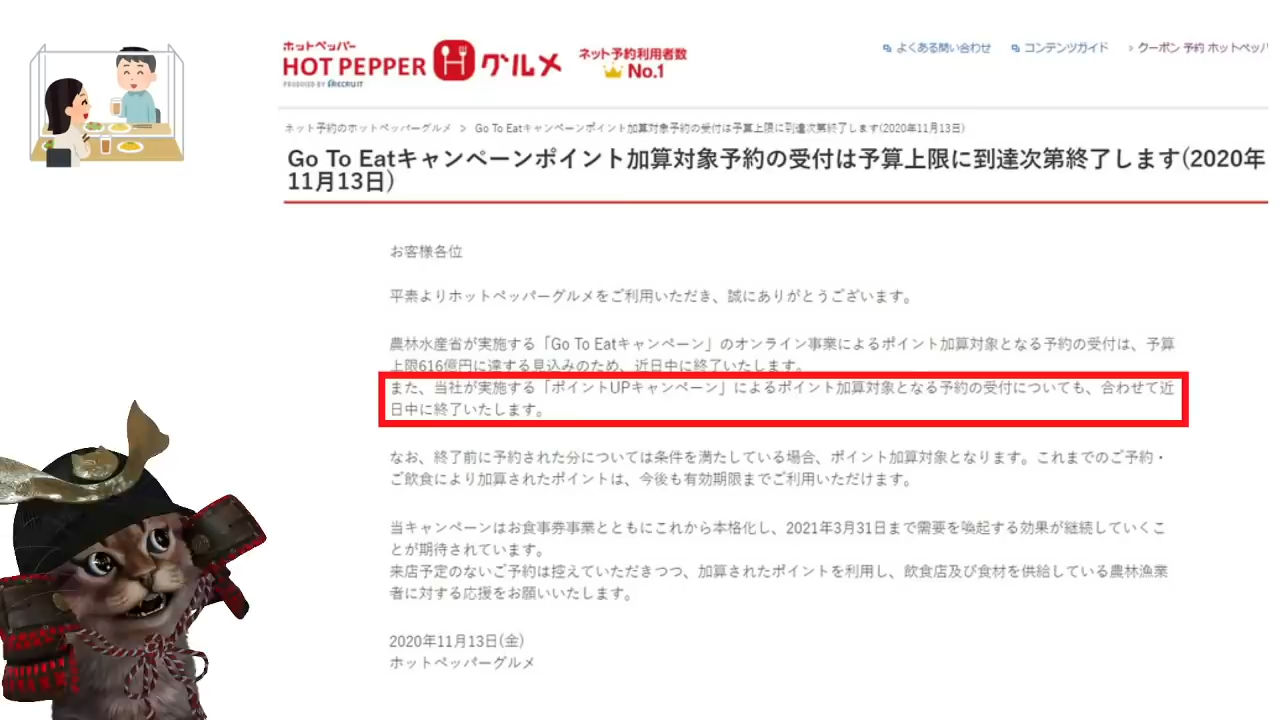 ホットペッパー
HOT PEPPER グルメ
PRODUCED BY RECRUIT
ネット予約利用者数
No.1
よくある問い合わせ コンテンツガイド クーポン 予約 ホットペッパ
ネット予約のホットペッパーグルメ > Go To Eatキャンペーンポイント加算対象予約の受付は予算上限に到達次第終了します(2020年11月13日)
Go To Eatキャンペーンポイント加算対象予約の受付は予算上限に到達次第終了します(2020年
11月13日)
お客様各位
平素よりホットペッパーグルメをご利用いただき、誠にありがとうございます。
農林水産省が実施する「Go To Eatキャンペーン」のオンライン事業によるポイント加算対象となる予約の受付は、予算
上限616億円に達する見込みのため、近日中に終了いたします。
また、当社が実施する「ポイントUPキャンペーン」によるポイント加算対象となる予約の受付についても、合わせて近
日中に終了いたします。
なお、終了前に予約された分については条件を満たしている場合、ポイント加算対象となります。これまでのご予約・
ご飲食により加算されたポイントは、今後も有効期限までご利用いただけます。
当キャンペーンはお食事券事業とともにこれから本格化し、2021年3月31日まで需要を喚起する効果が継続していくこ
とが期待されています。
来店予定のないご予約は控えていただきつつ、加算されたポイントを利用し、飲食店及び食材を供給している農林漁業
者に対する応援をお願いいたします。
2020年11月13日(金)
ホットペッパーグルメ